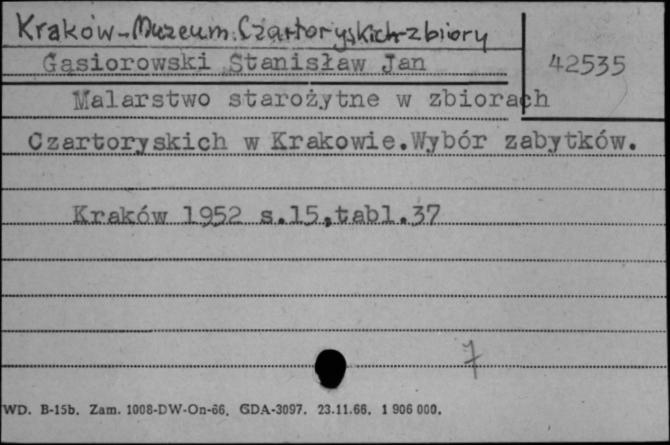 Kraków-Muzeum.Czartoryskich-zbiory
Gąsiorowski Stanisław Jan
42535
Malarstwo starożytne w zbiorach
Czartoryskich w Krakowie.Wybór zabytków.
Kraków 1952 s.15,tabl.37
7
WD. B-15b. Zam. 1008-DW-On-66. GDA-3097. 23.11.66. 1 906 000.